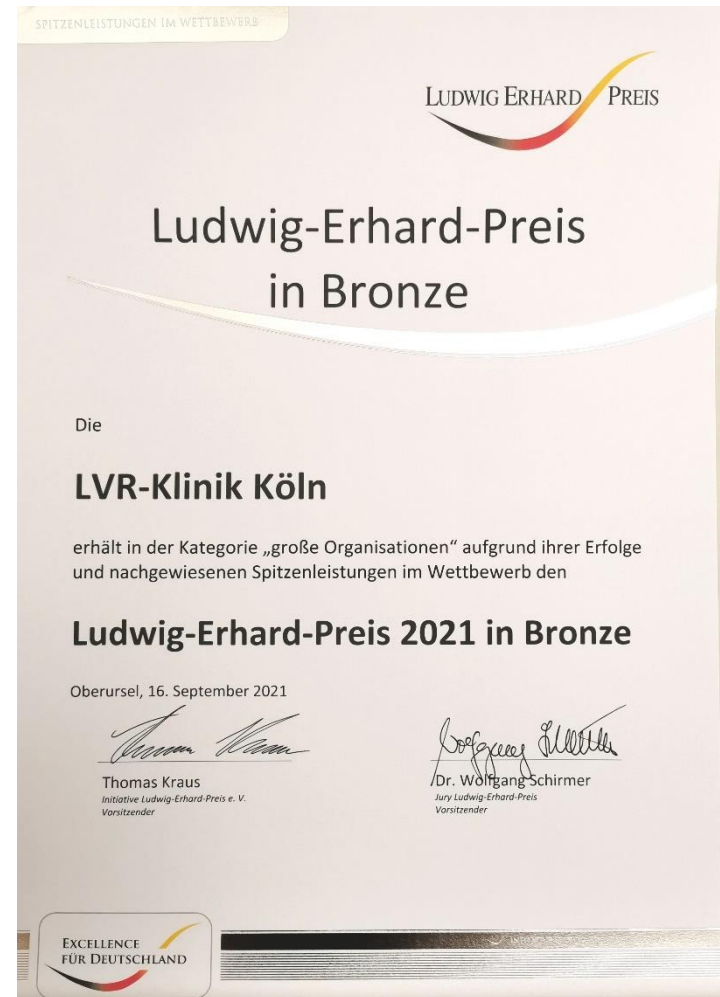 SPITZENLEISTUNGEN IM WETTBEWERB
LUDWIG ERHARD PREIS
Ludwig-Erhard-Preis
in Bronze
Die
LVR-Klinik Köln
erhält in der Kategorie „große Organisationen“ aufgrund ihrer Erfolge
und nachgewiesenen Spitzenleistungen im Wettbewerb den
Ludwig-Erhard-Preis 2021 in Bronze
Oberursel, 16. September 2021
Thomas Kraus
Initiative Ludwig-Erhard-Preis e. V.
Vorsitzender
Dr. Wolfgang Schirmer
Jury Ludwig-Erhard-Preis
Vorsitzender
EXCELLENCE
FÜR DEUTSCHLAND